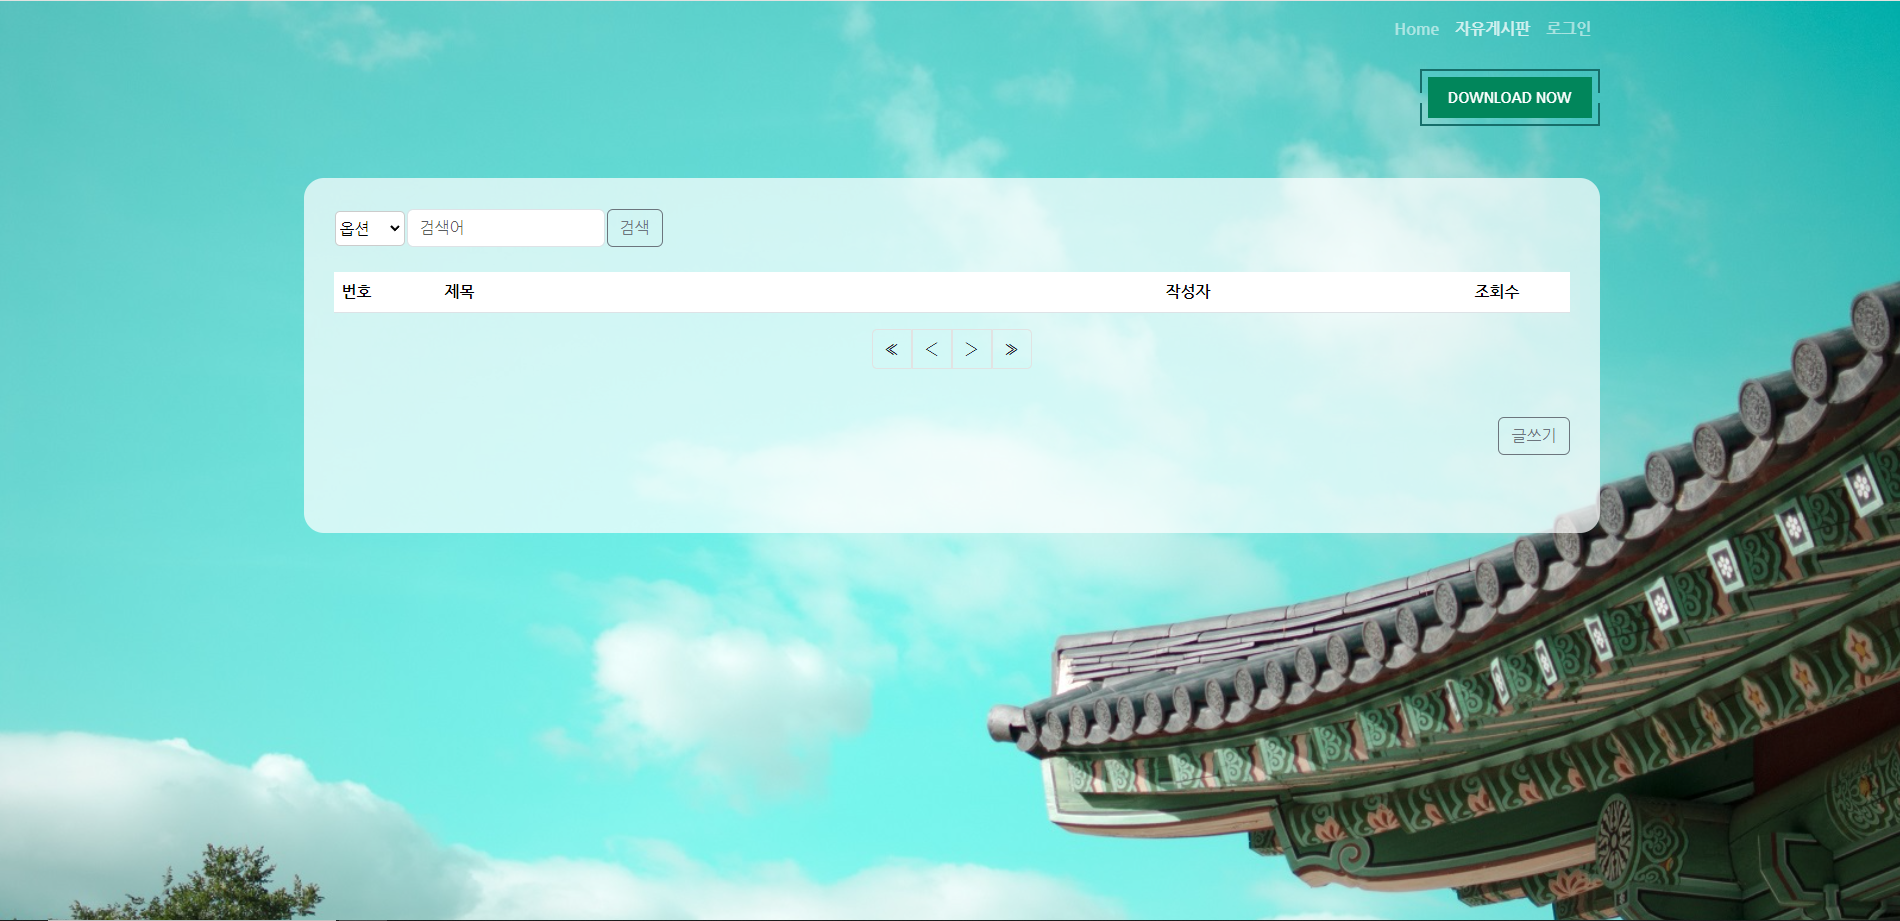 Home 자유게시판 로그인
DOWNLOAD NOW
옵션 검색어 검색
번호 제목 작성자 조회수
≪ < > ≫
글쓰기